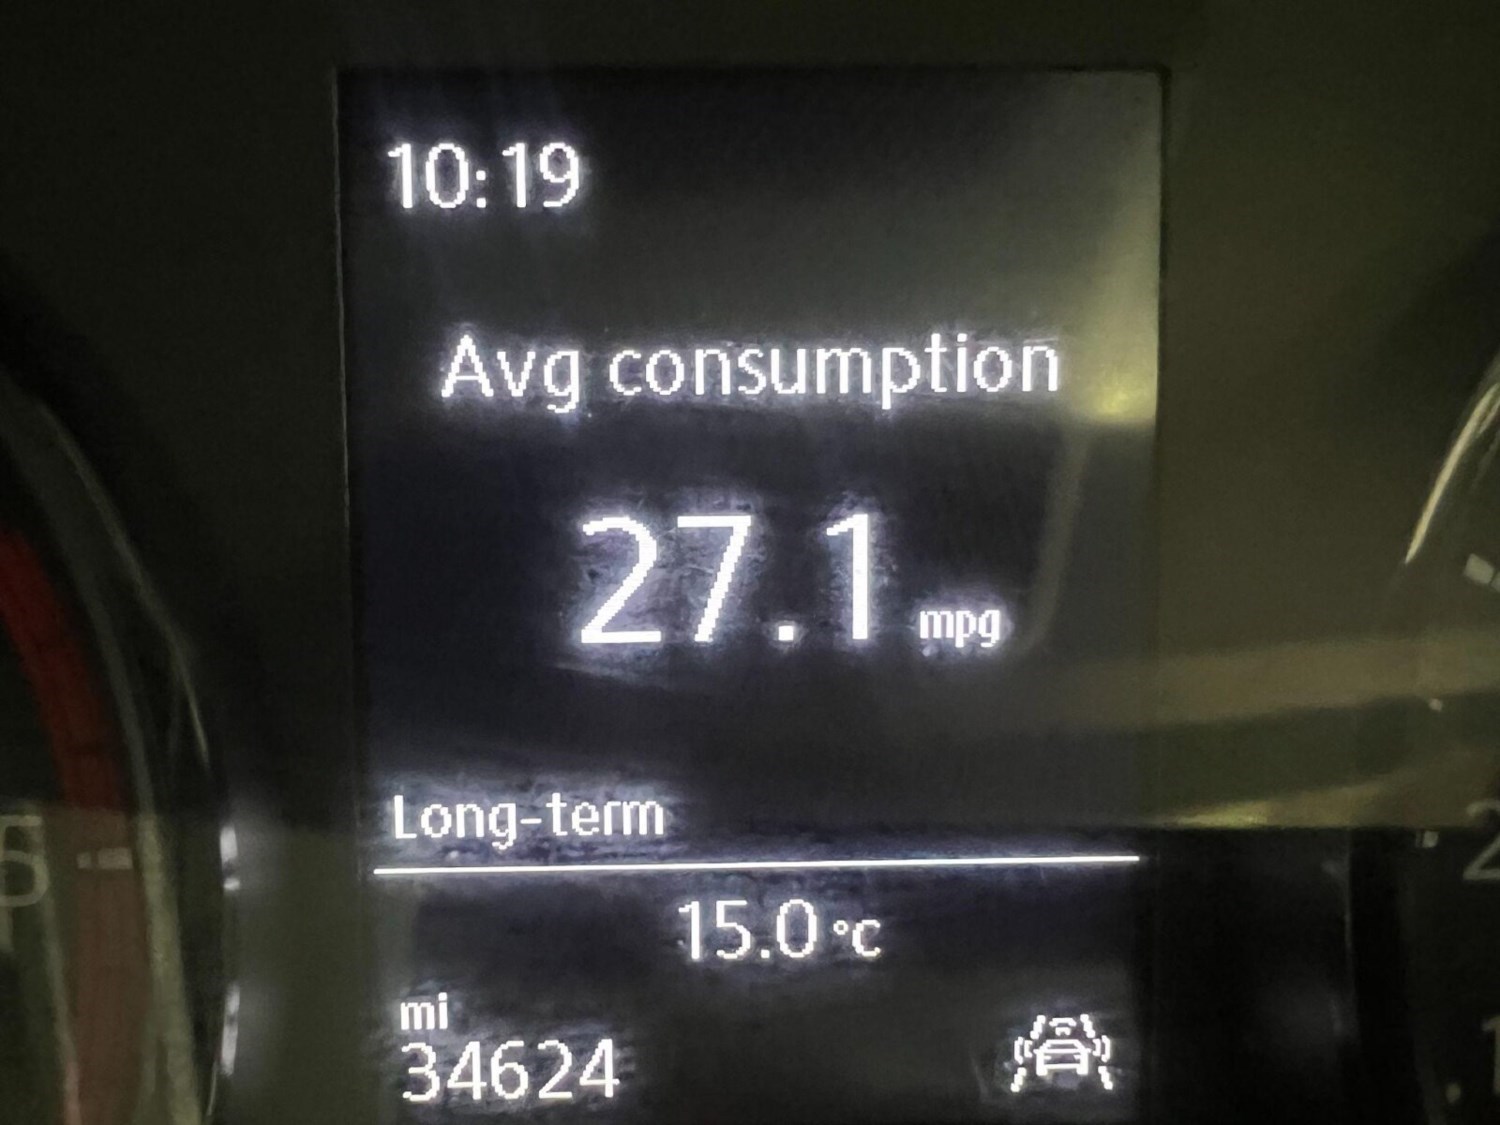 10:19
Avg consumption
27.1 mpg
Long-term
15.0 °C
mi
34624